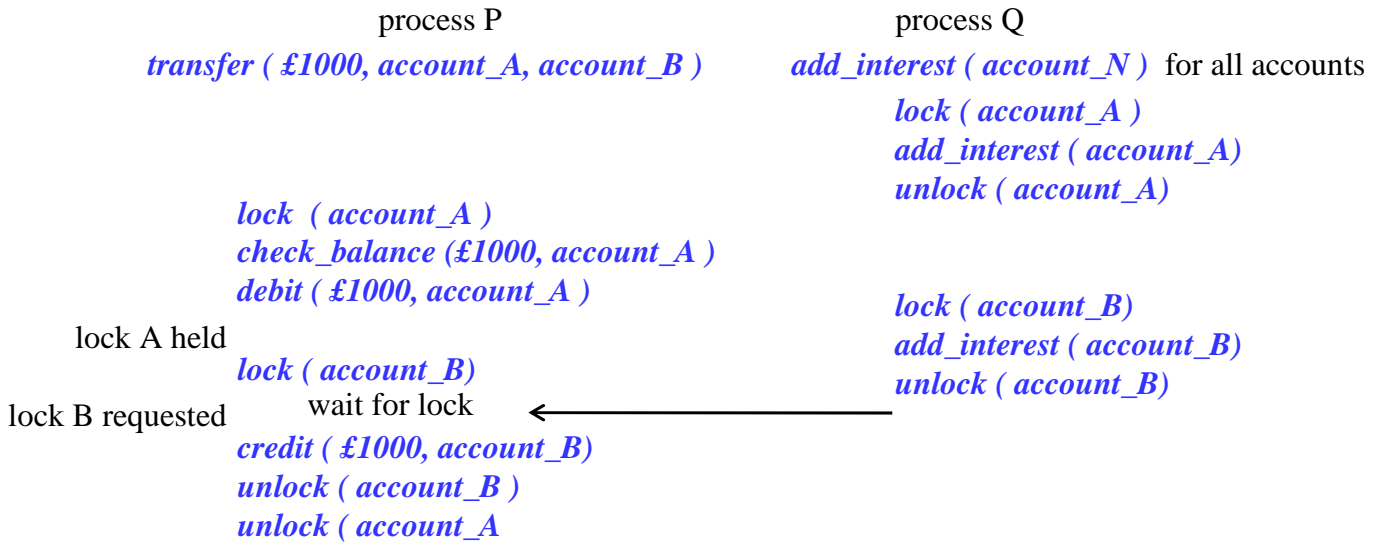 process P process Q
transfer ( £1000, account_A, account_B ) add_interest ( account_N ) for all accounts
lock ( account_A )
add_interest ( account_A)
unlock ( account_A)
lock ( account_A )
check_balance (£1000, account_A )
debit ( £1000, account_A )
lock ( account_B)
lock A held
add_interest ( account_B)
lock ( account_B)
unlock ( account_B)
lock B requested wait for lock
credit ( £1000, account_B)
unlock ( account_B )
unlock ( account_A